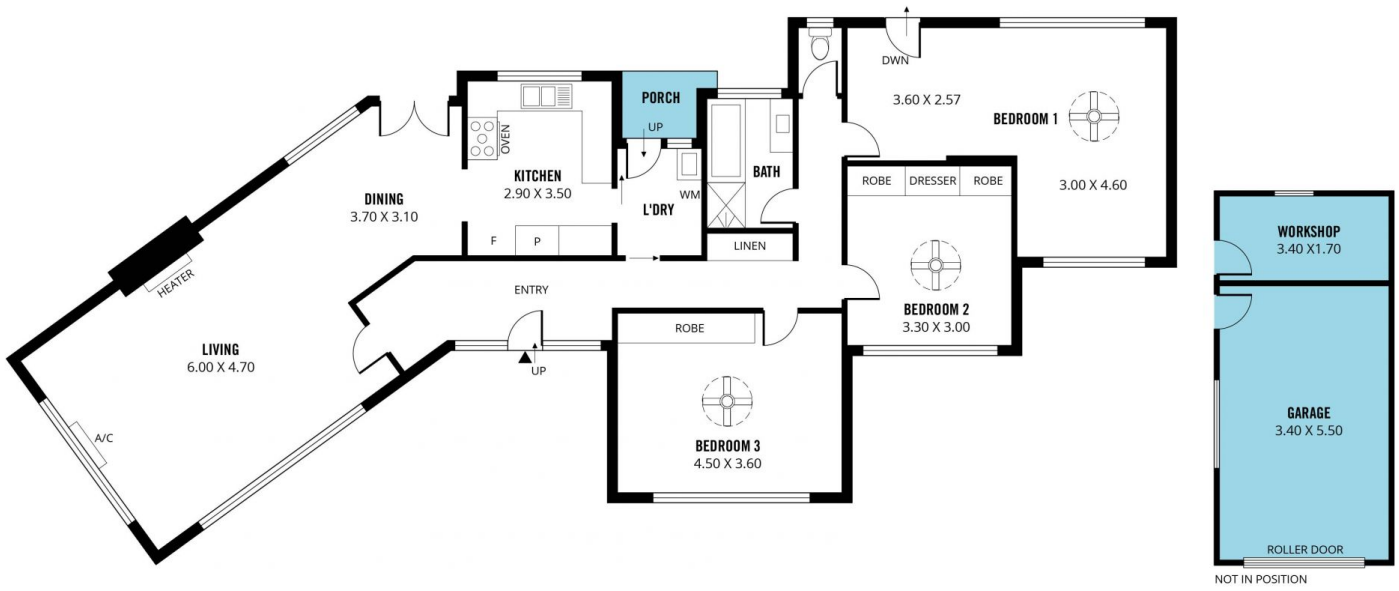 PORCH
UP
DWN
3.60 X 2.57
BEDROOM 1
3.00 X 4.60
OVEN
KITCHEN
2.90 X 3.50
F
P
DINING
3.70 X 3.10
L'DRY
WM
BATH
LINEN
ROBE
DRESSER
ROBE
BEDROOM 2
3.30 X 3.00
HEATER
ENTRY
UP
LIVING
6.00 X 4.70
A/C
ROBE
BEDROOM 3
4.50 X 3.60
WORKSHOP
3.40 X1.70
GARAGE
3.40 X 5.50
ROLLER DOOR
NOT IN POSITION